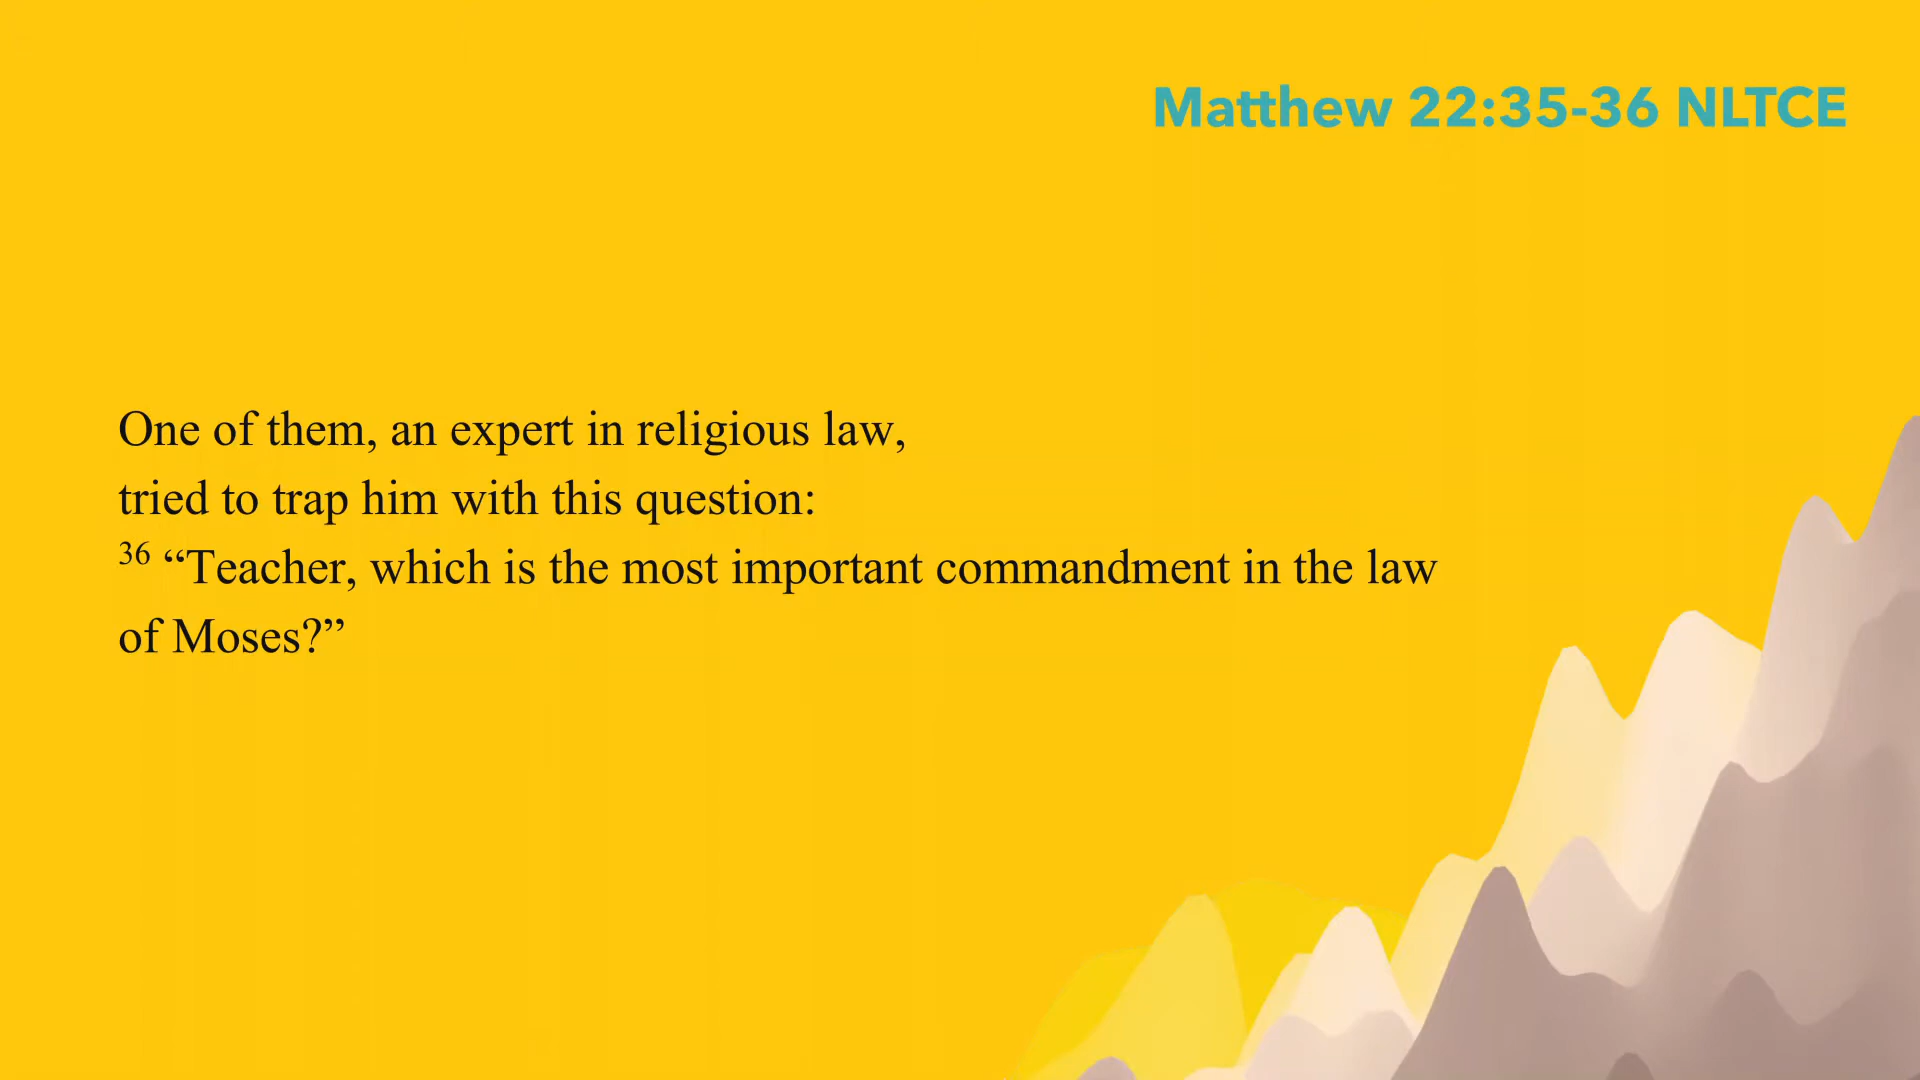 Matthew 22:35-36 NLTCE
One of them, an expert in religious law,
tried to trap him with this question:
36 “Teacher, which is the most important commandment in the law
of Moses?”